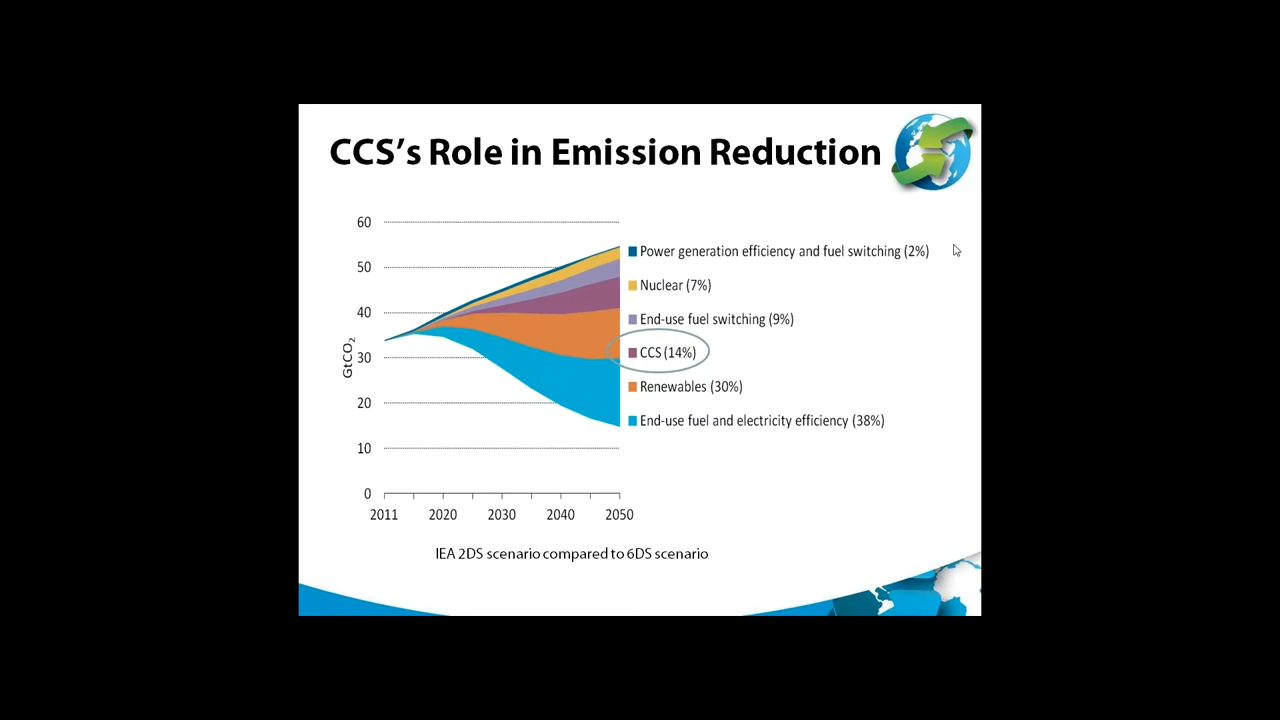 CCS’s Role in Emission Reduction
60
50
40
30
20
10
0
GtCO₂
2011 2020 2030 2040 2050
Power generation efficiency and fuel switching (2%)
Nuclear (7%)
End-use fuel switching (9%)
CCS (14%)
Renewables (30%)
End-use fuel and electricity efficiency (38%)
IEA 2DS scenario compared to 6DS scenario